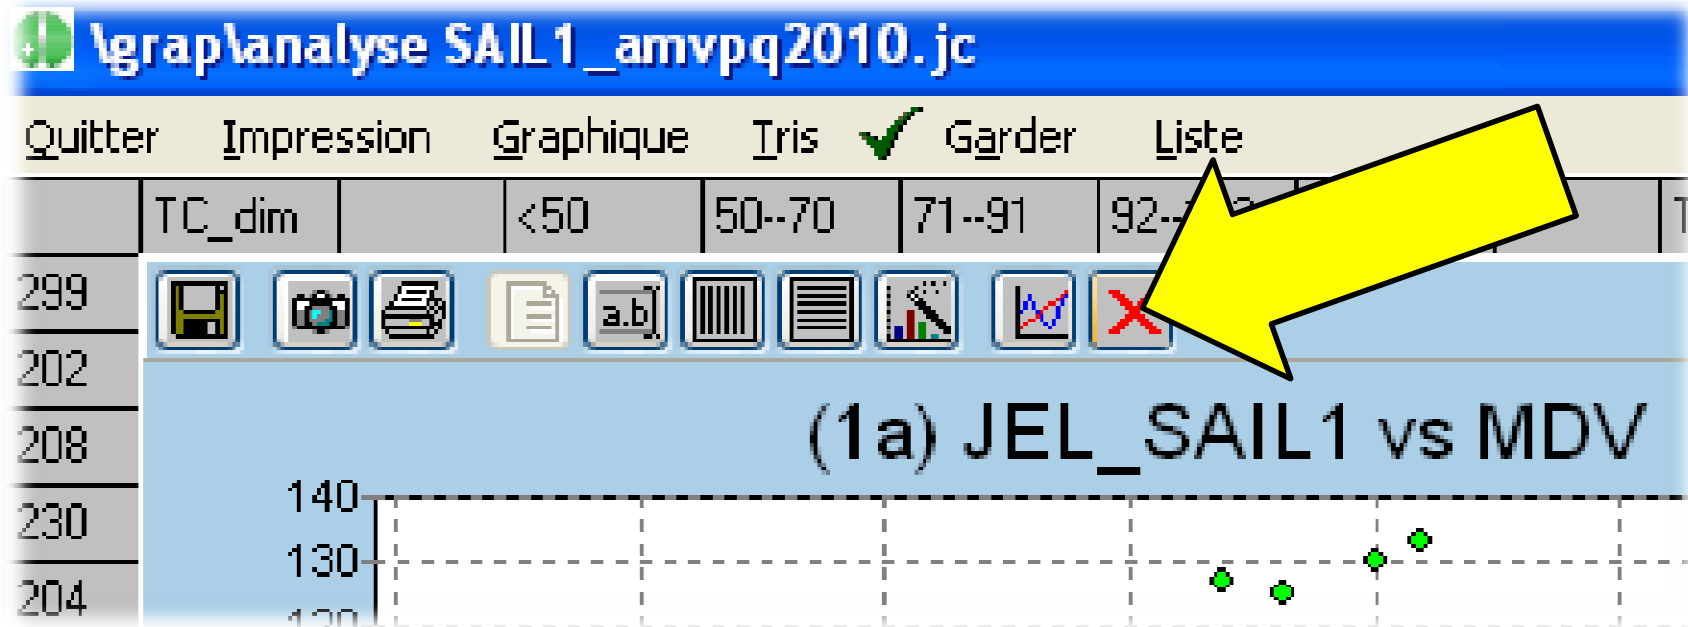 \grap\analyse SAIL1_amvpq2010.jc
Quitter Impression Graphique Tris Garder Liste
TC_dim <50 50--70 71--91
299
a.b
202
(1a) JEL_SAIL1 vs MDV
208
140
230
130
204